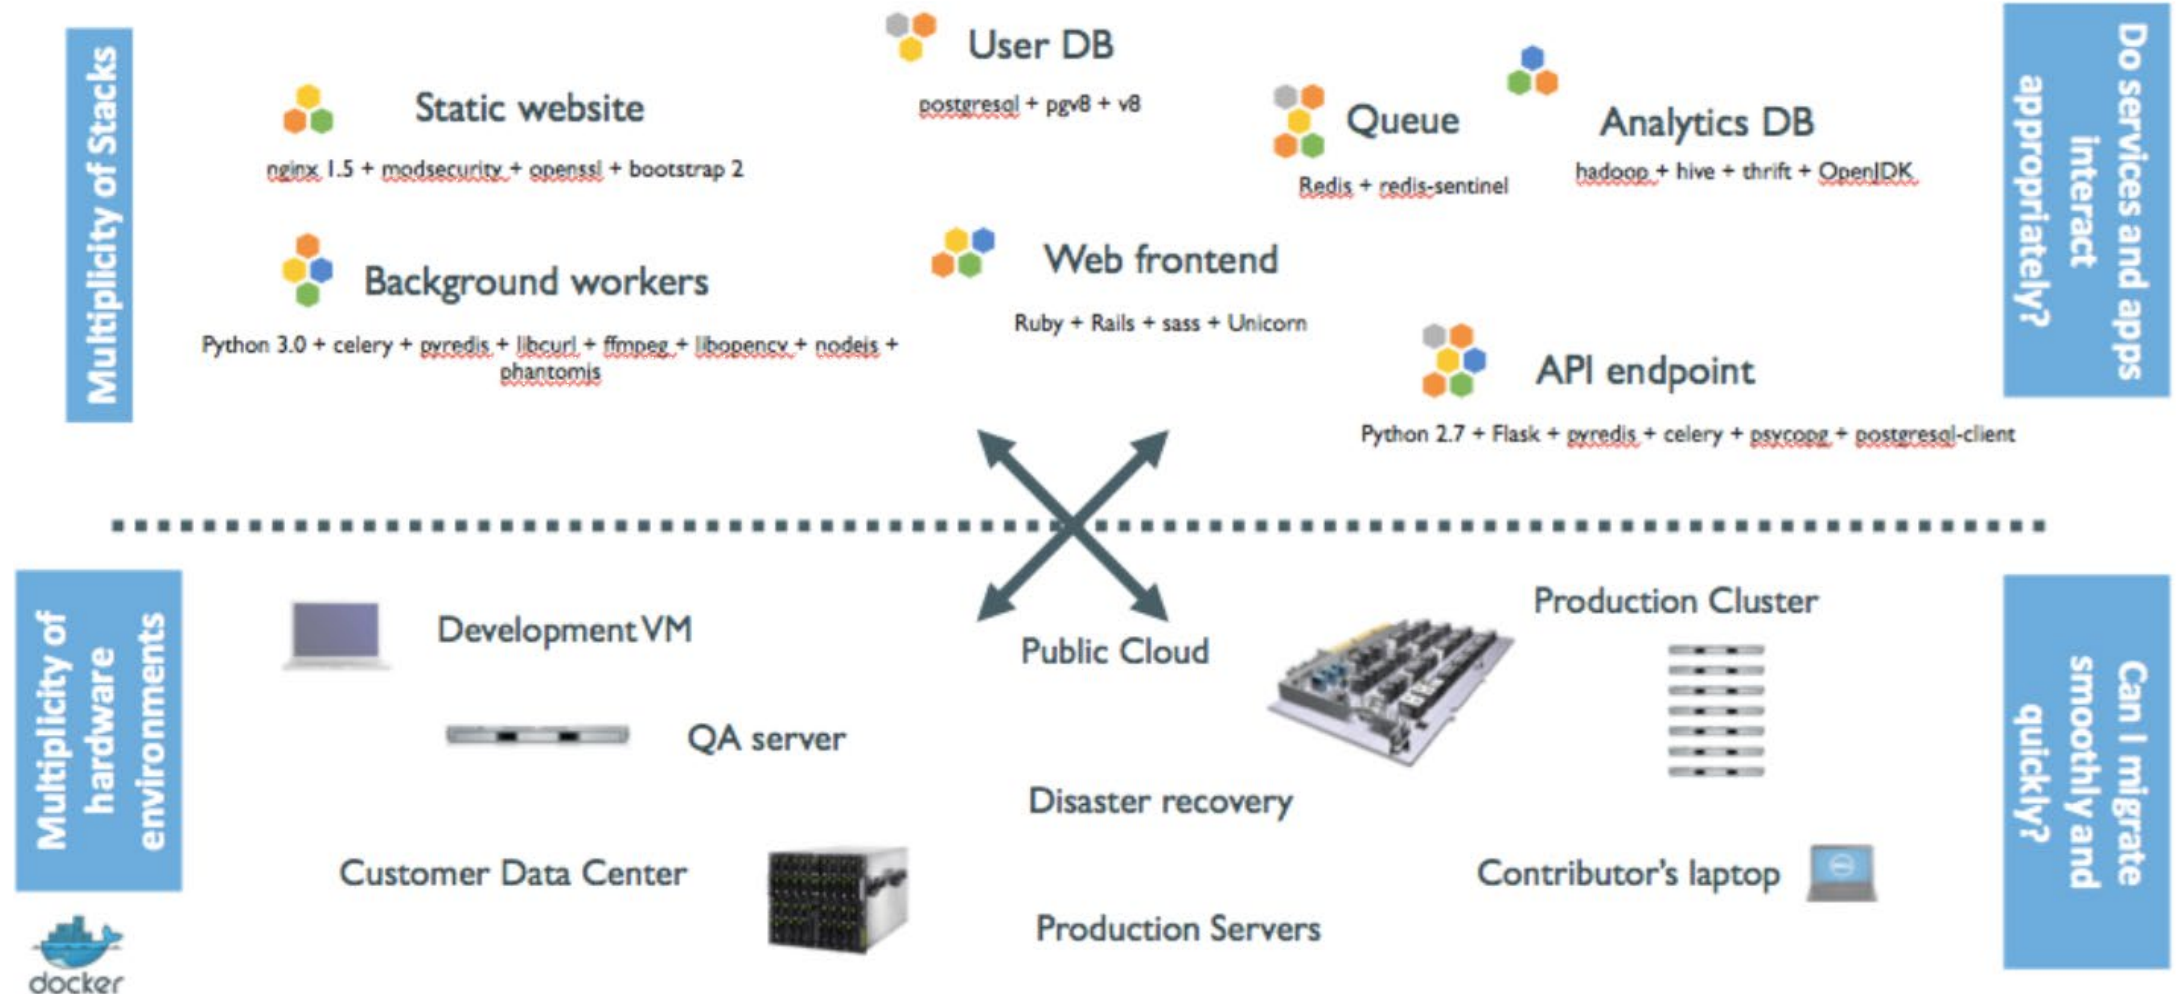 Multiplicity of Stacks
Static website
nginx 1.5 + modsecurity + openssl + bootstrap 2
Background workers
Python 3.0 + celery + pyredis + libcurl + ffmpeg + libopencv + nodejs +
phantomjs
User DB
postgresql + pgv8 + v8
Web frontend
Ruby + Rails + sass + Unicorn
Queue
Redis + redis-sentinel
Analytics DB
hadoop + hive + thrift + OpenJDK
API endpoint
Python 2.7 + Flask + pyredis + celery + psycopg + postgresql-client
Do services and apps
interact
appropriately?
Multiplicity of
hardware
environments
Development VM
QA server
Customer Data Center
Public Cloud
Disaster recovery
Production Servers
Production Cluster
Contributor's laptop
Can I migrate
smoothly and
quickly?
docker